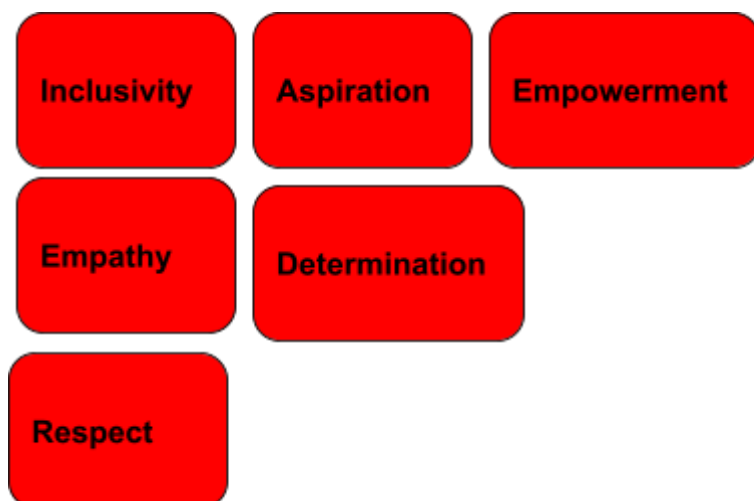 Inclusivity
Aspiration
Empowerment
Empathy
Determination
Respect